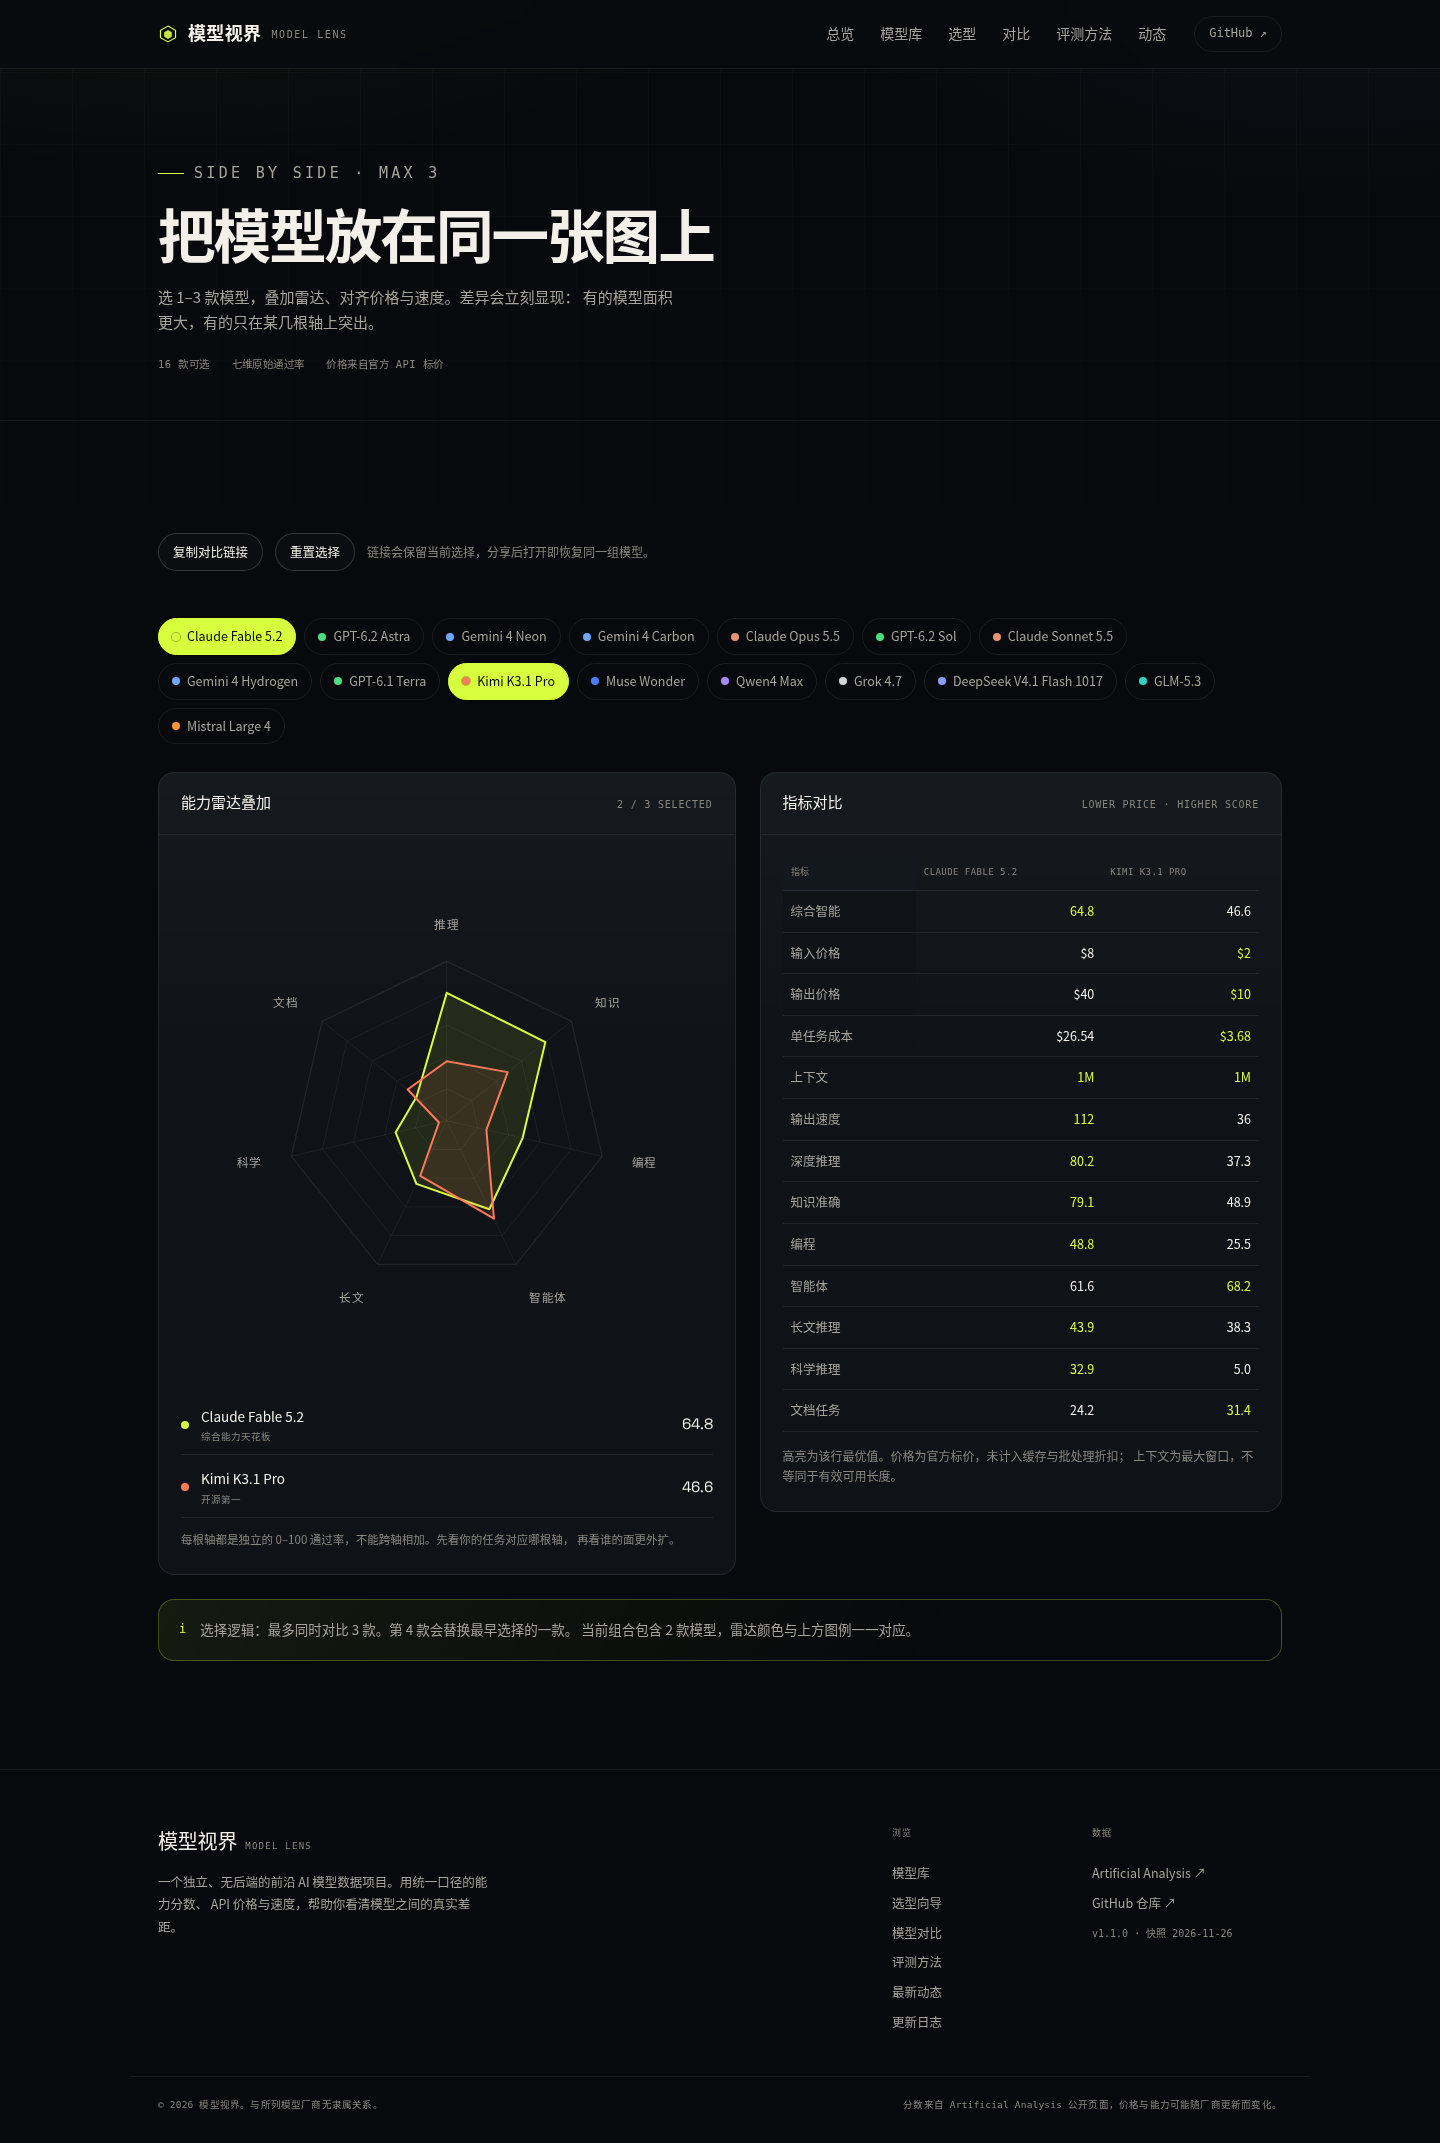 模型视界 MODEL LENS
总览 模型库 选型 对比 评测方法 动态 GitHub ↗
SIDE BY SIDE · MAX 3
把模型放在同一张图上
选 1–3 款模型，叠加雷达、对齐价格与速度。差异会立刻显现： 有的模型面积
更大，有的只在某几根轴上突出。
16 款可选 七维原始通过率 价格来自官方 API 标价
复制对比链接 重置选择 链接会保留当前选择，分享后打开即恢复同一组模型。
Claude Fable 5.2 GPT-6.2 Astra Gemini 4 Neon Gemini 4 Carbon Claude Opus 5.5 GPT-6.2 Sol Claude Sonnet 5.5
Gemini 4 Hydrogen GPT-6.1 Terra Kimi K3.1 Pro Muse Wonder Qwen4 Max Grok 4.7 DeepSeek V4.1 Flash 1017 GLM-5.3
Mistral Large 4
能力雷达叠加 2 / 3 SELECTED
推理
文档 知识
科学 编程
长文 智能体
Claude Fable 5.2 64.8
综合能力天花板
Kimi K3.1 Pro 46.6
开源第一
每根轴都是独立的 0–100 通过率，不能跨轴相加。先看你的任务对应哪根轴， 再看谁的面更外扩。
指标对比 LOWER PRICE · HIGHER SCORE
指标 CLAUDE FABLE 5.2 KIMI K3.1 PRO
综合智能 64.8 46.6
输入价格 $8 $2
输出价格 $40 $10
单任务成本 $26.54 $3.68
上下文 1M 1M
输出速度 112 36
深度推理 80.2 37.3
知识准确 79.1 48.9
编程 48.8 25.5
智能体 61.6 68.2
长文推理 43.9 38.3
科学推理 32.9 5.0
文档任务 24.2 31.4
高亮为该行最优值。价格为官方标价，未计入缓存与批处理折扣； 上下文为最大窗口，不
等同于有效可用长度。
i 选择逻辑：最多同时对比 3 款。第 4 款会替换最早选择的一款。 当前组合包含 2 款模型，雷达颜色与上方图例一一对应。
模型视界 MODEL LENS
一个独立、无后端的前沿 AI 模型数据项目。用统一口径的能
力分数、 API 价格与速度，帮助你看清模型之间的真实差
距。
浏览
模型库
选型向导
模型对比
评测方法
最新动态
更新日志
数据
Artificial Analysis ↗
GitHub 仓库 ↗
v1.1.0 · 快照 2026-11-26
© 2026 模型视界。与所列模型厂商无隶属关系。
分数来自 Artificial Analysis 公开页面，价格与能力可能随厂商更新而变化。